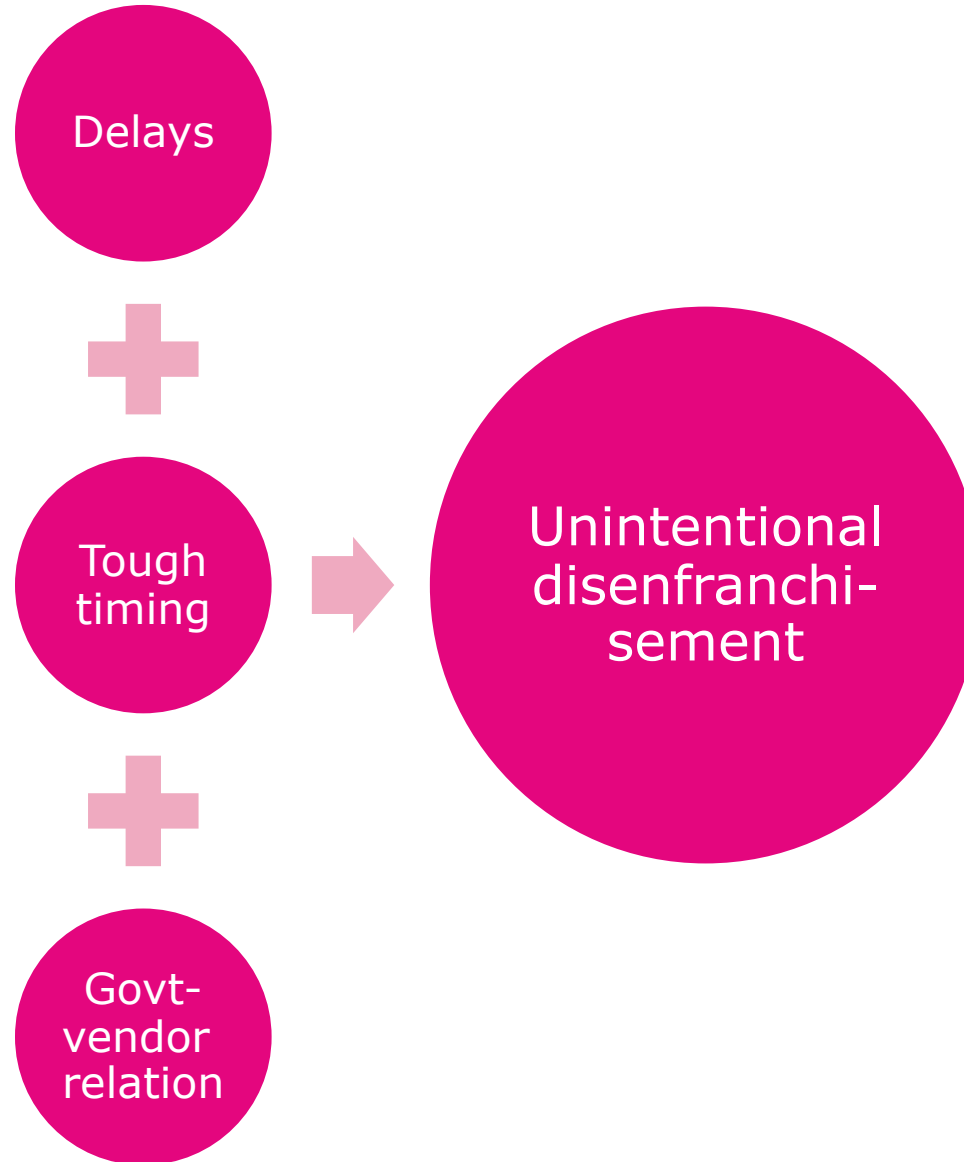 Delays
Tough
timing
Govt-
vendor
relation
Unintentional
disenfranchi-
sement